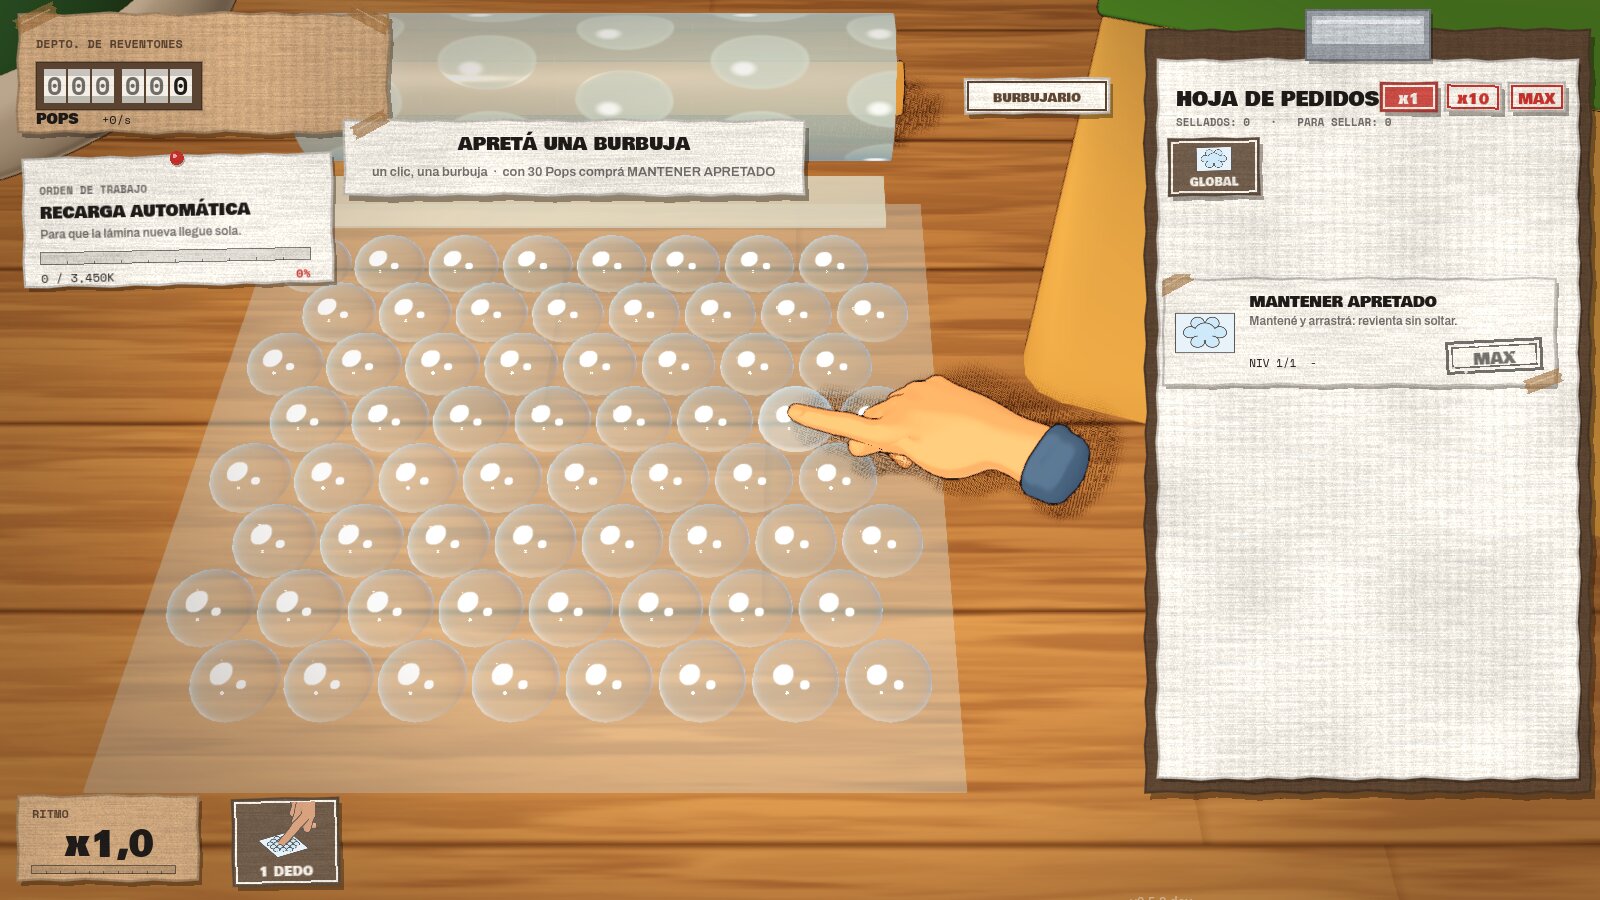 DEPTO. DE REVENTONES
000000
POPS +0/s
ORDEN DE TRABAJO
RECARGA AUTOMÁTICA
Para que la lámina nueva llegue sola.
0 / 3.450K 0%
APRETÁ UNA BURBUJA
un clic, una burbuja · con 30 Pops comprá MANTENER APRETADO
BURBUJARIO
HOJA DE PEDIDOS x1 x10 MAX
SELLADOS: 0 · PARA SELLAR: 0
GLOBAL
MANTENER APRETADO
Mantené y arrastrá: revienta sin soltar.
NIV 1/1 -
MAX
RITMO
x1,0
1 DEDO